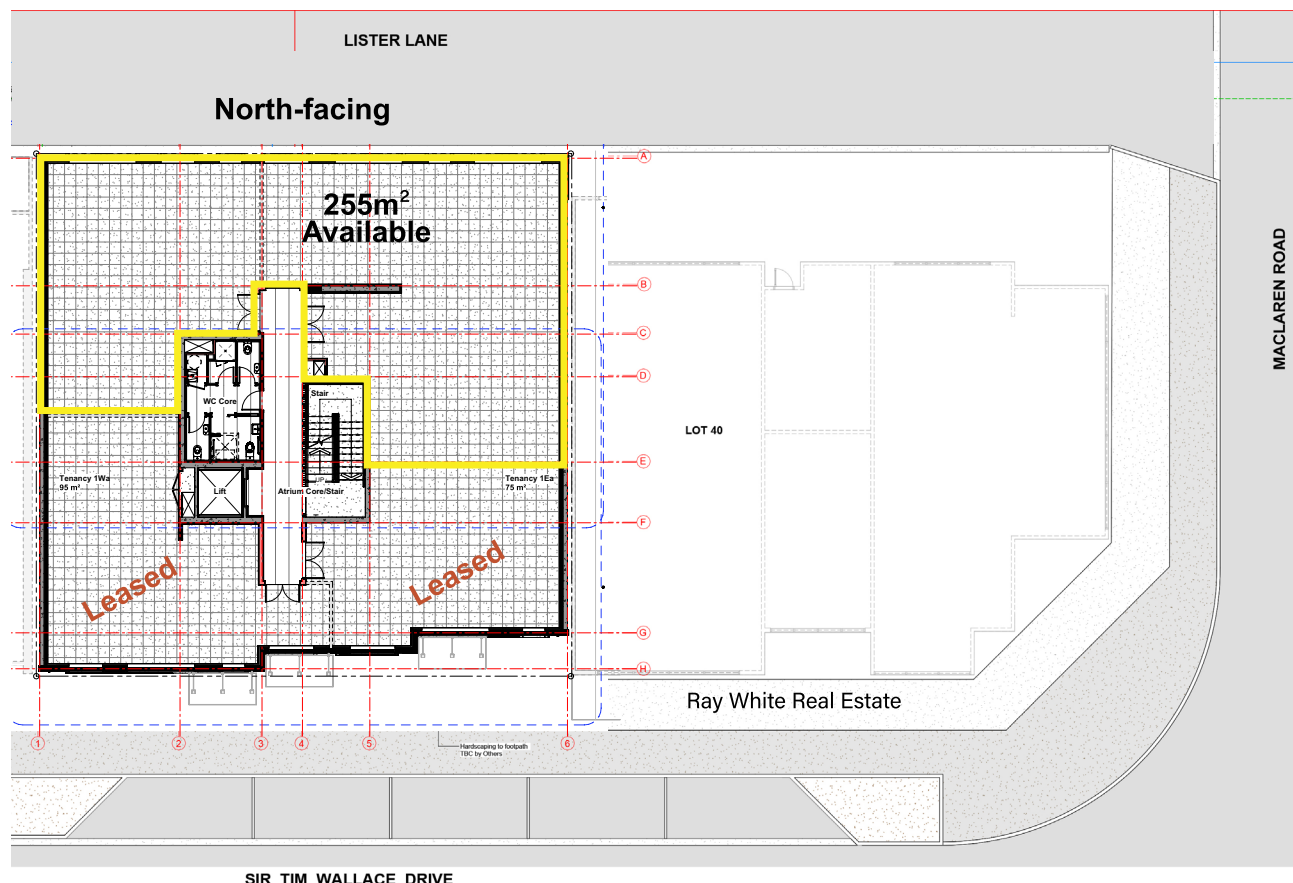 LISTER LANE
North-facing
A
255m²
Available
MACLAREN ROAD
B
C
D
Stair
WC Core
LOT 40
E
Tenancy 1Wa
95 m²
Lift
UP
Atrium Core/Stair
Tenancy 1Ea
75 m²
F
Leased
Leased
G
H
Ray White Real Estate
1
2
3
4
5
6
Hardscaping to footpath
TBC by Others
SIR TIM WALLACE DRIVE